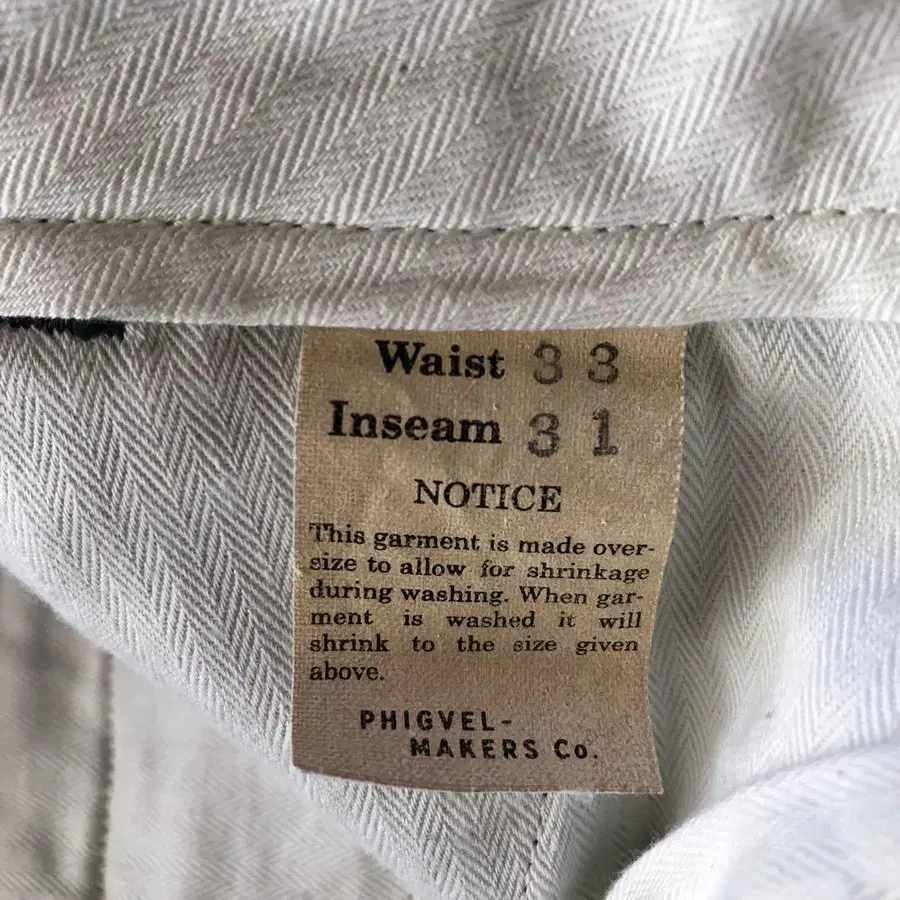 Waist 33
Inseam 31
NOTICE
This garment is made over-
size to allow for shrinkage
during washing. When gar-
ment is washed it will
shrink to the size given
above.
PHIGVEL-
MAKERS Co.